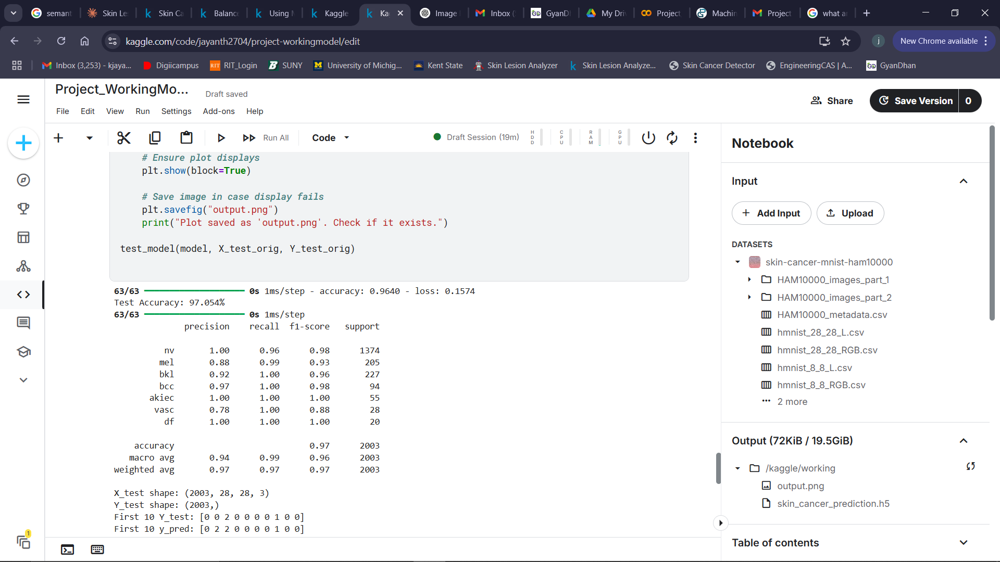 semant
Skin Le
Skin Ca
Balance
Using
Kaggle
Ka
Image
Inbox (
GyanD
My Dri
Project
Machin
Project
what a
kaggle.com/code/jayanth2704/project-workingmodel/edit
j
New Chrome available
Inbox (3,253) - kjaya...
Digiicampus
RIT_Login
SUNY
University of Michig...
Kent State
Skin Lesion Analyzer
Skin Lesion Analyze...
Skin Cancer Detector
EngineeringCAS | A...
GyanDhan
Project_WorkingMo...
Draft saved
File Edit View Run Settings Add-ons Help
Share
Save Version 0
Run All
Code
Draft Session (19m)
HDD
CPU
RAM
GPU
# Ensure plot displays
plt.show(block=True)
# Save image in case display fails
plt.savefig("output.png")
print("Plot saved as 'output.png'. Check if it exists.")
test_model(model, X_test_orig, Y_test_orig)
63/63 0s 1ms/step - accuracy: 0.9640 - loss: 0.1574
Test Accuracy: 97.054%
63/63 0s 1ms/step
precision recall f1-score support
nv 1.00 0.96 0.98 1374
mel 0.88 0.99 0.93 205
bkl 0.92 1.00 0.96 227
bcc 0.97 1.00 0.98 94
akiec 1.00 1.00 1.00 55
vasc 0.78 1.00 0.88 28
df 1.00 1.00 1.00 20
accuracy 0.97 2003
macro avg 0.94 0.99 0.96 2003
weighted avg 0.97 0.97 0.97 2003
X_test shape: (2003, 28, 28, 3)
Y_test shape: (2003,)
First 10 Y_test: [0 0 2 0 0 0 0 1 0 0]
First 10 y_pred: [0 2 2 0 0 0 0 1 0 0]
1
Notebook
Input
Add Input
Upload
DATASETS
skin-cancer-mnist-ham10000
HAM10000_images_part_1
HAM10000_images_part_2
HAM10000_metadata.csv
hmnist_28_28_L.csv
hmnist_28_28_RGB.csv
hmnist_8_8_L.csv
hmnist_8_8_RGB.csv
2 more
Output (72KiB / 19.5GiB)
/kaggle/working
output.png
skin_cancer_prediction.h5
Table of contents